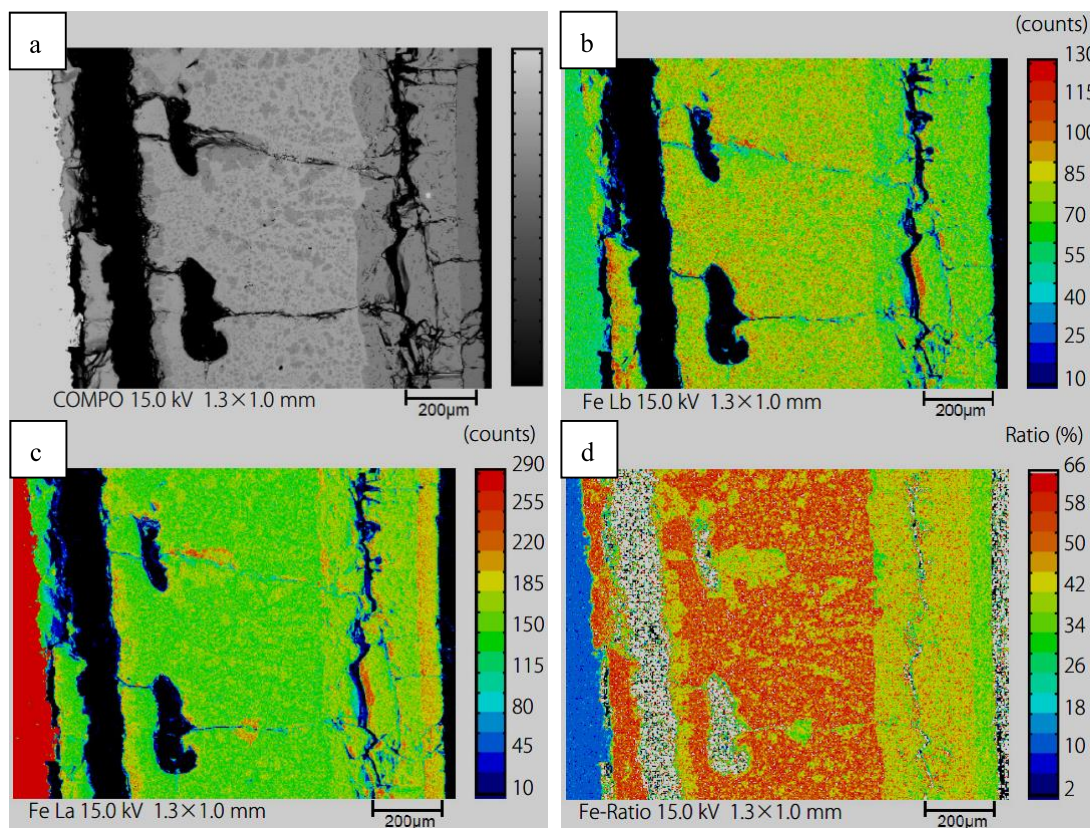 a
COMPO 15.0 kV 1.3×1.0 mm
200μm
b
(counts)
130
115
100
85
70
55
40
25
10
Fe Lb 15.0 kV 1.3×1.0 mm
200μm
c
(counts)
290
255
220
185
150
115
80
45
10
Fe La 15.0 kV 1.3×1.0 mm
200μm
d
Ratio (%)
66
58
50
42
34
26
18
10
2
Fe-Ratio 15.0 kV 1.3×1.0 mm
200μm